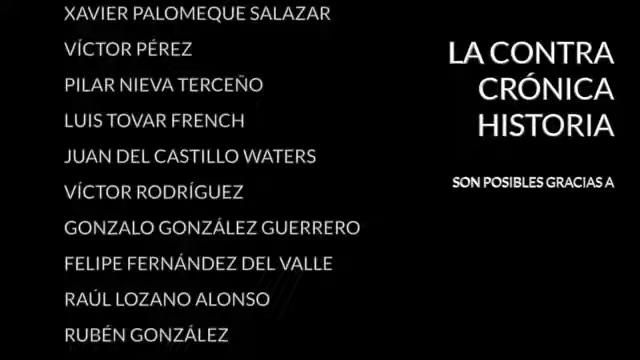 XAVIER PALOMEQUE SALAZAR
VÍCTOR PÉREZ
PILAR NIEVA TERCEÑO
LUIS TOVAR FRENCH
JUAN DEL CASTILLO WATERS
VÍCTOR RODRÍGUEZ
GONZALO GONZÁLEZ GUERRERO
FELIPE FERNÁNDEZ DEL VALLE
RAÚL LOZANO ALONSO
RUBÉN GONZÁLEZ
LA CONTRA
CRÓNICA
HISTORIA
SON POSIBLES GRACIAS A